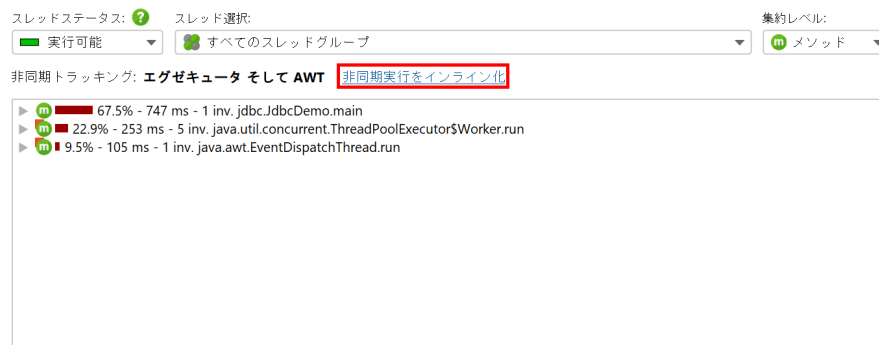 スレッドステータス: ? スレッド選択: 集約レベル:
実行可能 すべてのスレッドグループ m メソッド
非同期トラッキング: エグゼキュータ そして AWT 非同期実行をインライン化
m 67.5% - 747 ms - 1 inv. jdbc.JdbcDemo.main
m 22.9% - 253 ms - 5 inv. java.util.concurrent.ThreadPoolExecutor$Worker.run
m 9.5% - 105 ms - 1 inv. java.awt.EventDispatchThread.run